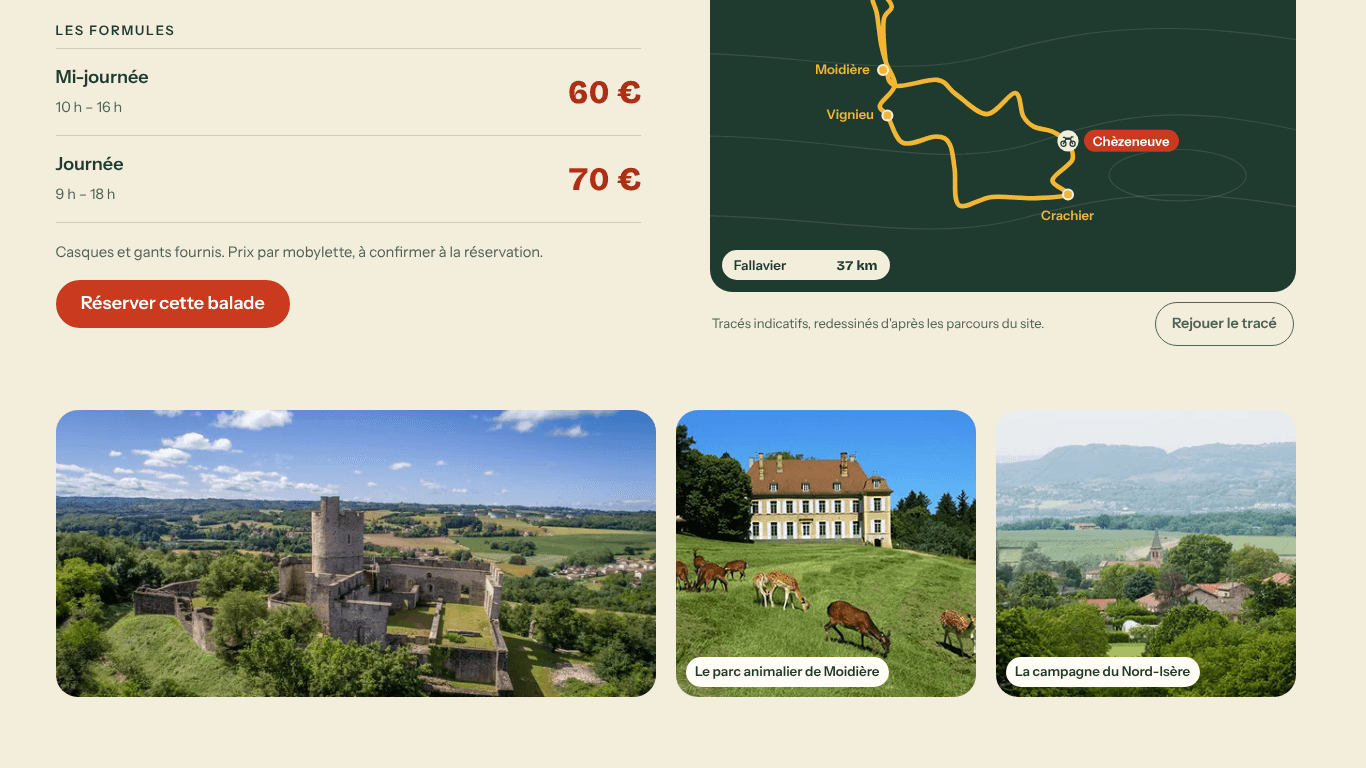 LES FORMULES
Mi-journée
10 h – 16 h
60 €
Journée
9 h – 18 h
70 €
Casques et gants fournis. Prix par mobylette, à confirmer à la réservation.
Réserver cette balade
Moidière
Vignieu
Chèzeneuve
Crachier
Fallavier 37 km
Tracés indicatifs, redessinés d'après les parcours du site.
Rejouer le tracé
Le parc animalier de Moidière
La campagne du Nord-Isère